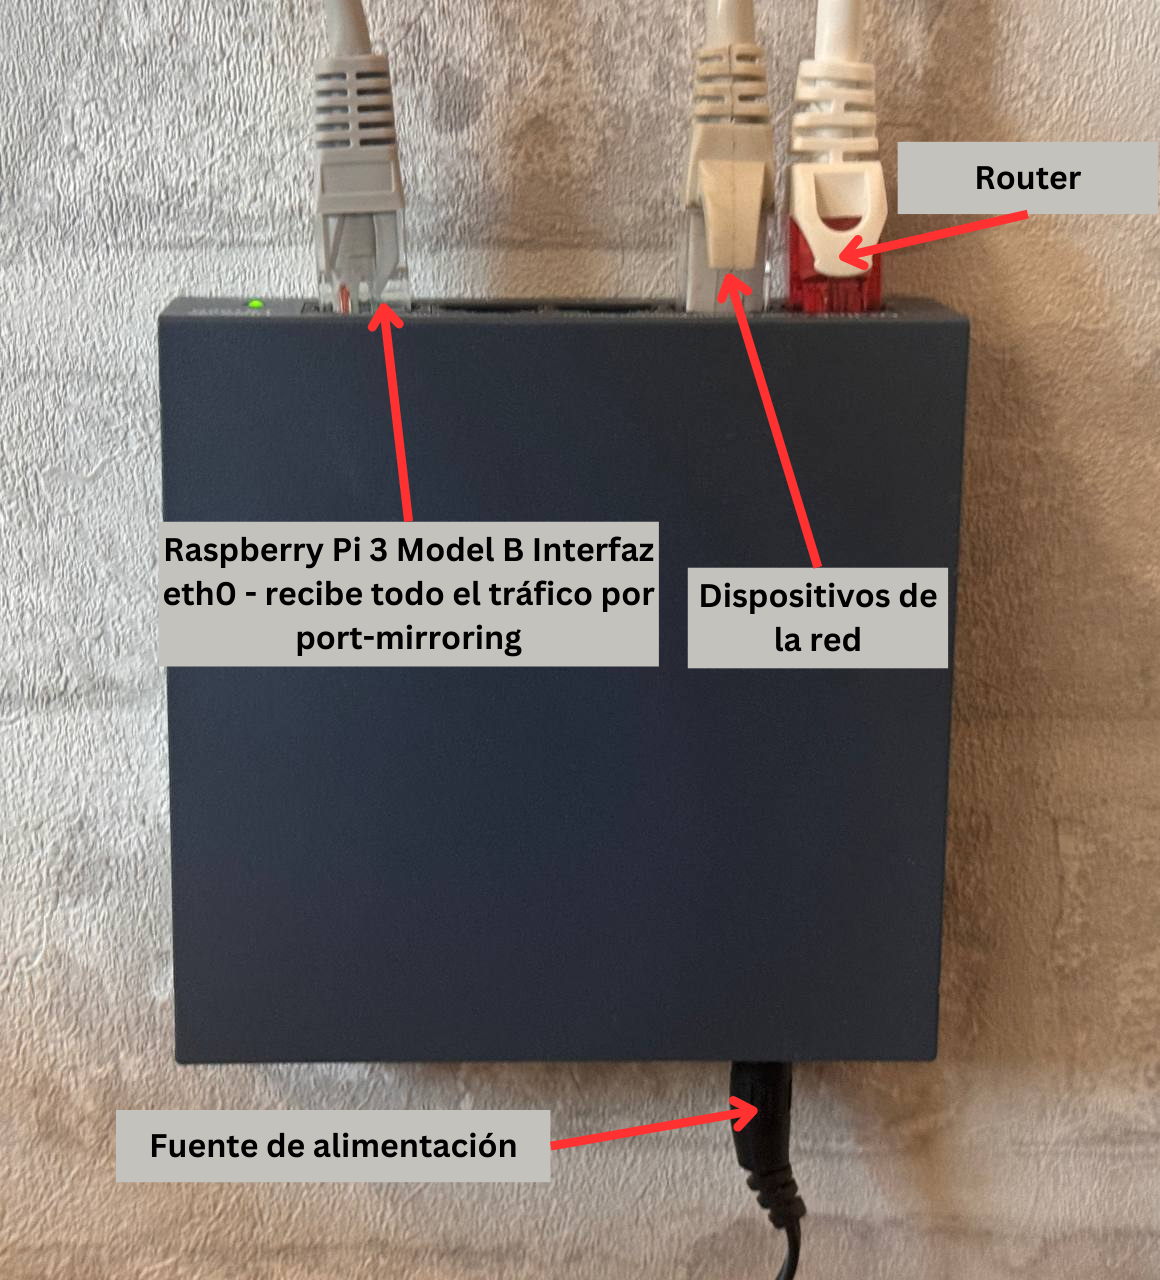 Router
Raspberry Pi 3 Model B Interfaz
eth0 - recibe todo el tráfico por
port-mirroring
Dispositivos de
la red
Fuente de alimentación